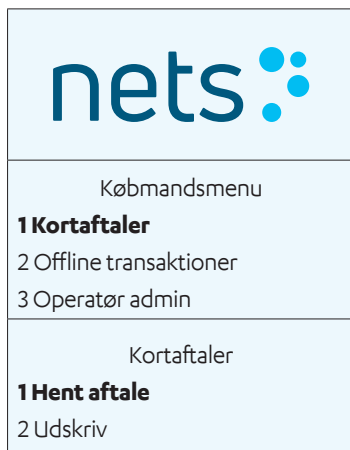 nets
Købmandsmenu
1 Kortaftaler
2 Offline transaktioner
3 Operatør admin
Kortaftaler
1 Hent aftale
2 Udskriv